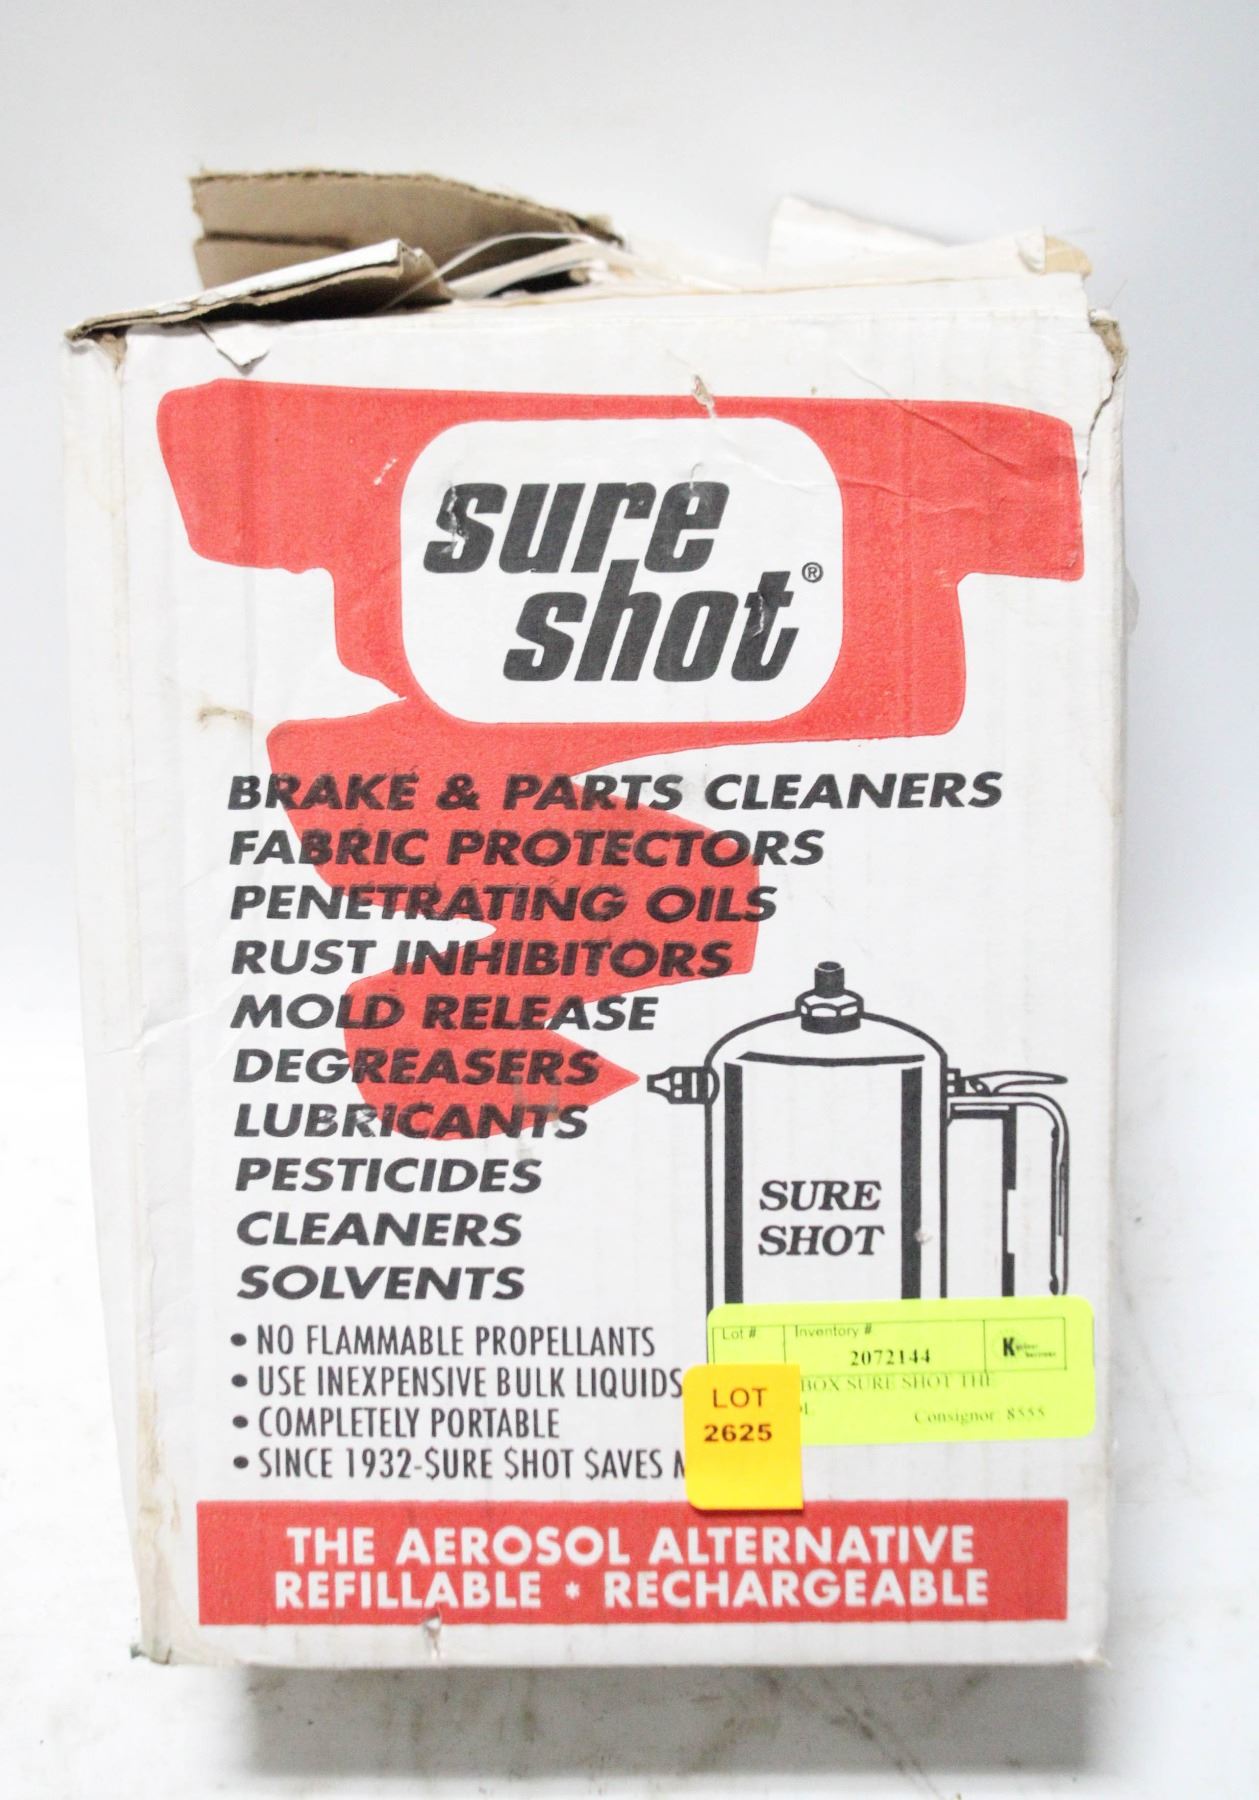 sure
shot®
BRAKE & PARTS CLEANERS
FABRIC PROTECTORS
PENETRATING OILS
RUST INHIBITORS
MOLD RELEASE
DEGREASERS
LUBRICANTS
PESTICIDES
CLEANERS
SOLVENTS
SURE
SHOT
• NO FLAMMABLE PROPELLANTS
• USE INEXPENSIVE BULK LIQUIDS
• COMPLETELY PORTABLE
• SINCE 1932-$URE $HOT $AVES
Lot # Inventory #
2072144
BOX SURE SHOT THE
Consignor: 8555
LOT
2625
THE AEROSOL ALTERNATIVE
REFILLABLE * RECHARGEABLE